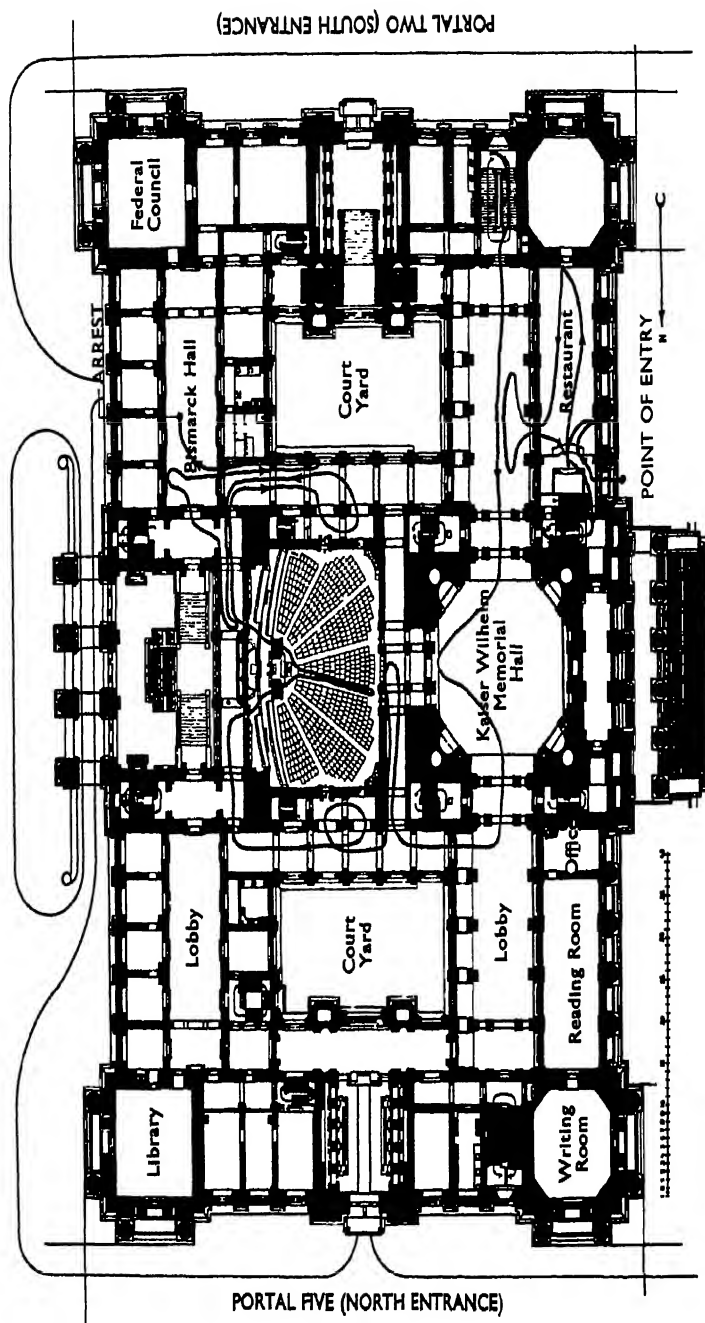 PORTAL TWO (SOUTH ENTRANCE)
Federal
Council
ARREST
Bismarck Hall
Court
Yard
Restaurant
N
POINT OF ENTRY
Kaiser Wilhelm
Memorial
Hall
Lobby
Court
Yard
Lobby
Office
Reading Room
Library
Writing
Room
PORTAL FIVE (NORTH ENTRANCE)